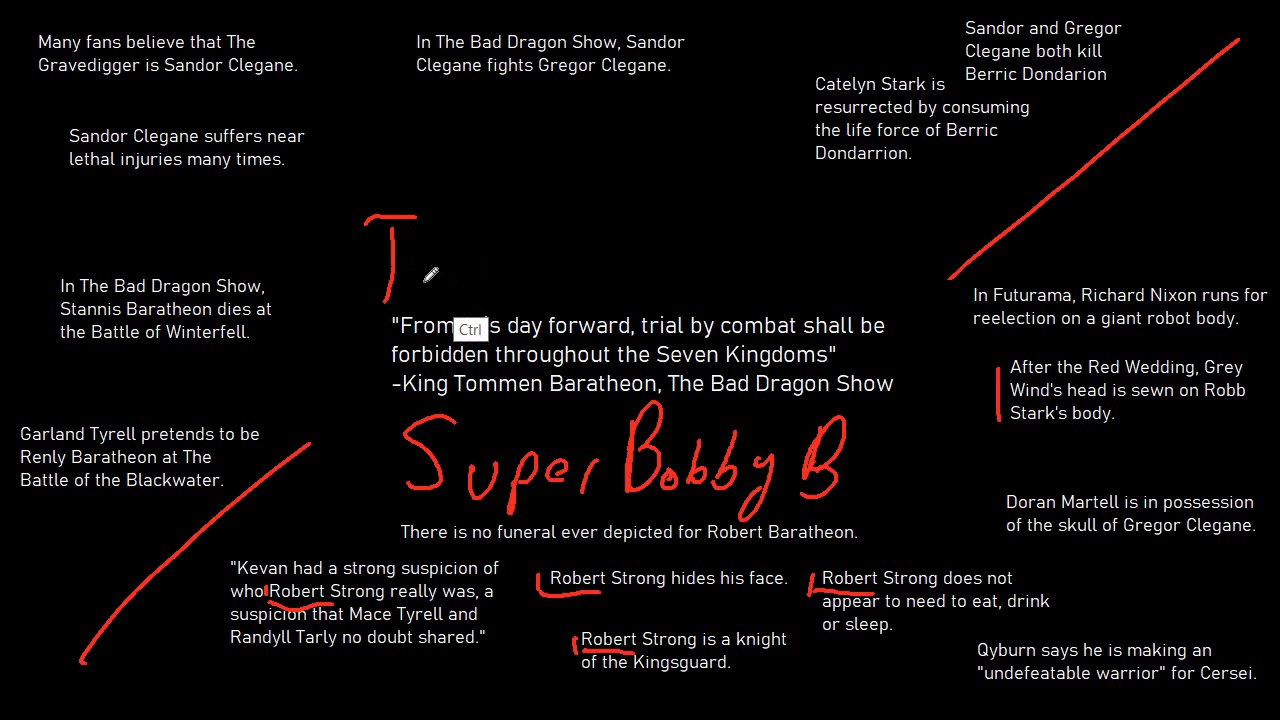 Many fans believe that The
Gravedigger is Sandor Clegane.
In The Bad Dragon Show, Sandor
Clegane fights Gregor Clegane.
Sandor and Gregor
Clegane both kill
Berric Dondarion
Catelyn Stark is
resurrected by consuming
the life force of Berric
Dondarrion.
Sandor Clegane suffers near
lethal injuries many times.
T
In The Bad Dragon Show,
Stannis Baratheon dies at
the Battle of Winterfell.
In Futurama, Richard Nixon runs for
reelection on a giant robot body.
"From s day forward, trial by combat shall be
Ctrl
forbidden throughout the Seven Kingdoms"
-King Tommen Baratheon, The Bad Dragon Show
After the Red Wedding, Grey
Wind's head is sewn on Robb
Stark's body.
Garland Tyrell pretends to be
Renly Baratheon at The
Battle of the Blackwater.
Super Bobby B
Doran Martell is in possession
of the skull of Gregor Clegane.
There is no funeral ever depicted for Robert Baratheon.
"Kevan had a strong suspicion of
who Robert Strong really was, a
suspicion that Mace Tyrell and
Randyll Tarly no doubt shared."
Robert Strong hides his face.
Robert Strong does not
appear to need to eat, drink
or sleep.
Robert Strong is a knight
of the Kingsguard.
Qyburn says he is making an
"undefeatable warrior" for Cersei.